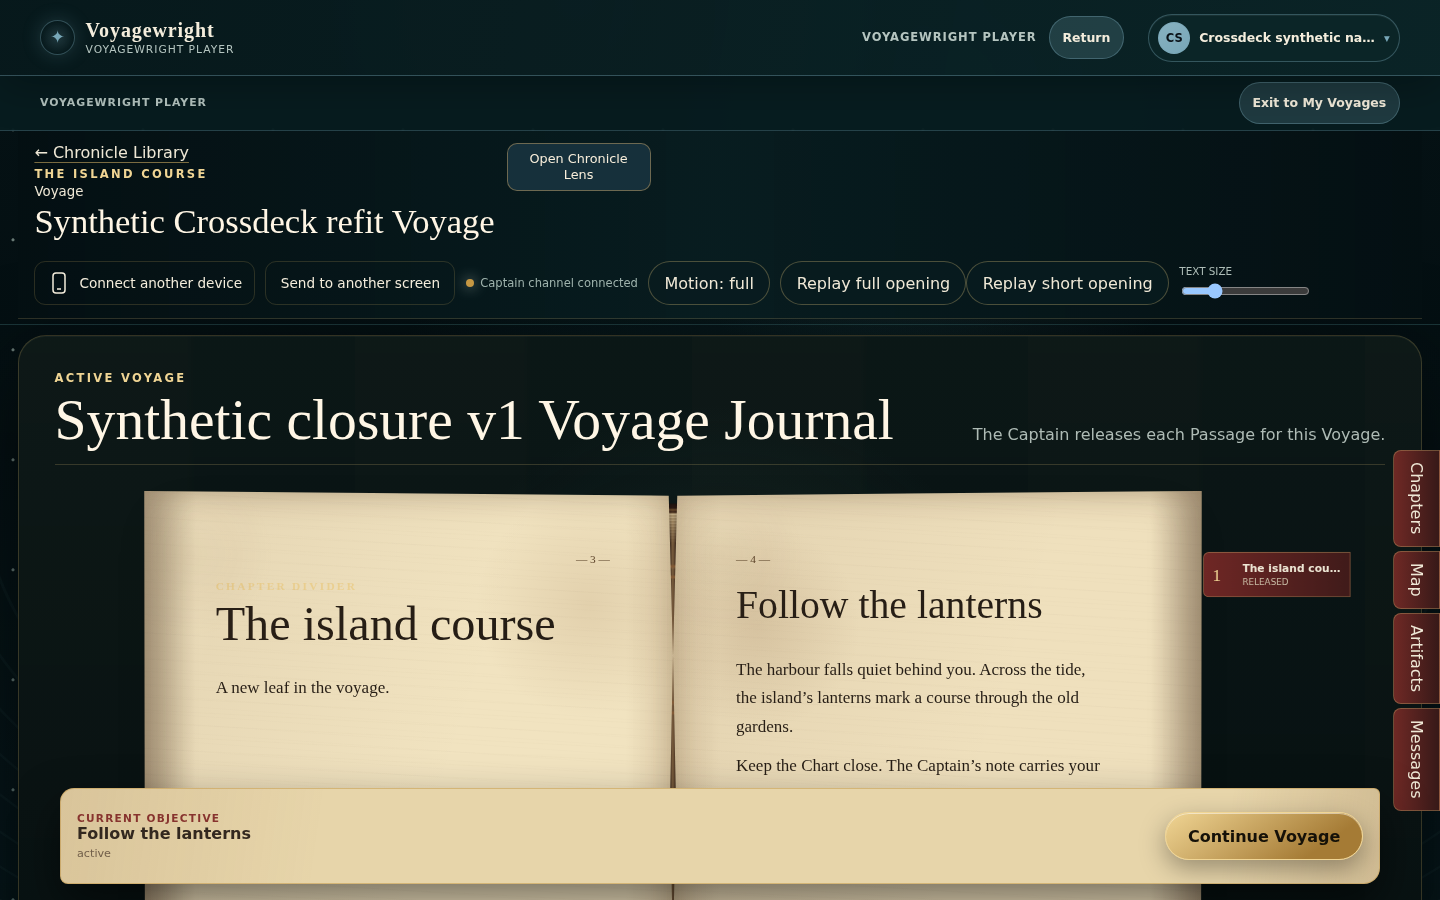 ✦ Voyagewright
VOYAGEWRIGHT PLAYER
VOYAGEWRIGHT PLAYER
Return
CS Crossdeck synthetic na… ▾
VOYAGEWRIGHT PLAYER
Exit to My Voyages
← Chronicle Library
THE ISLAND COURSE
Voyage
Synthetic Crossdeck refit Voyage
Open Chronicle
Lens
Connect another device
Send to another screen
Captain channel connected
Motion: full
Replay full opening
Replay short opening
TEXT SIZE
ACTIVE VOYAGE
Synthetic closure v1 Voyage Journal
The Captain releases each Passage for this Voyage.
— 3 —
CHAPTER DIVIDER
The island course
A new leaf in the voyage.
— 4 —
Follow the lanterns
The harbour falls quiet behind you. Across the tide,
the island’s lanterns mark a course through the old
gardens.
Keep the Chart close. The Captain’s note carries your
1 The island cou…
RELEASED
Chapters
Map
Artifacts
Messages
CURRENT OBJECTIVE
Follow the lanterns
active
Continue Voyage